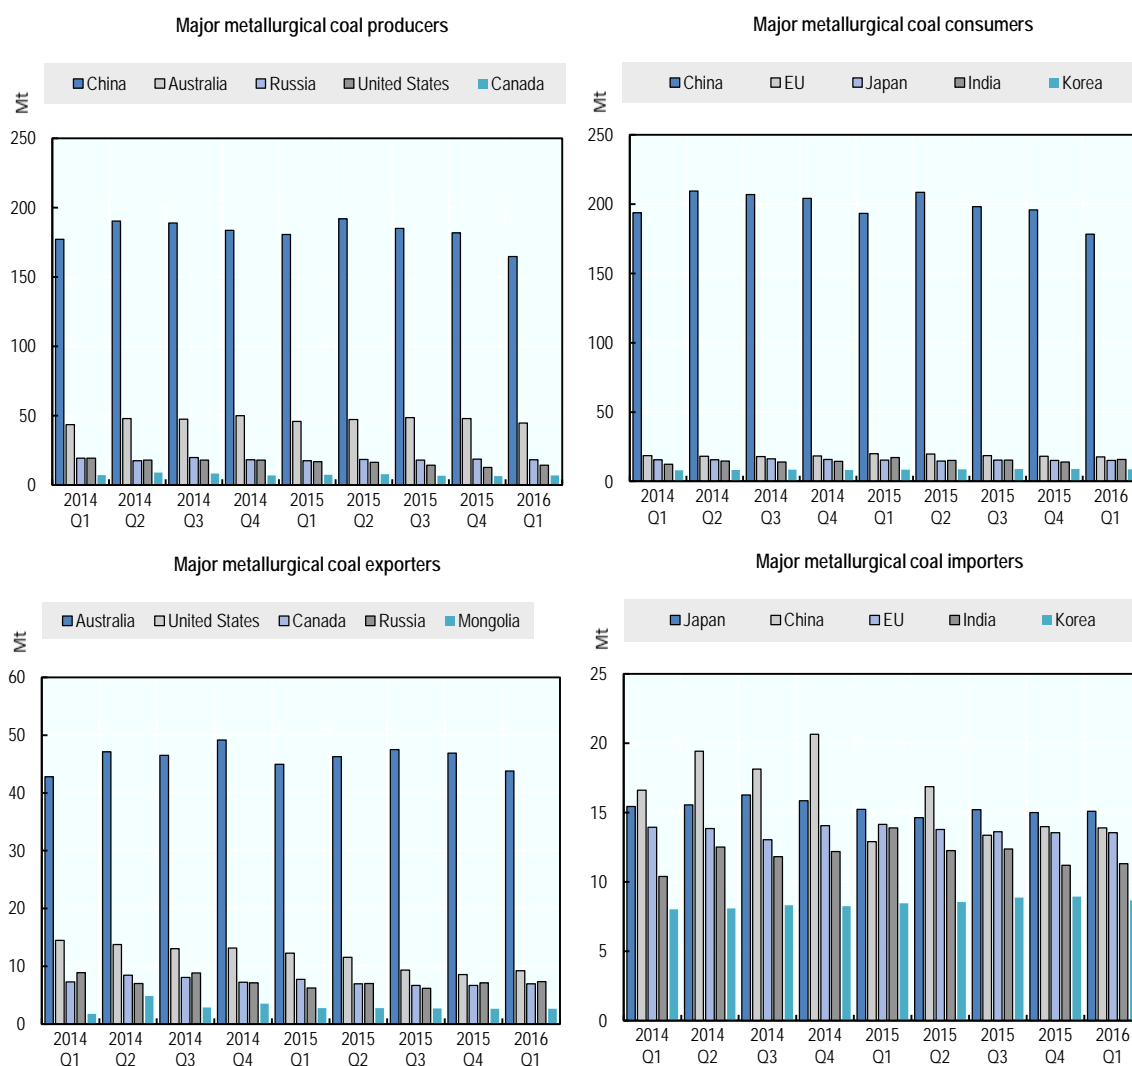 Major metallurgical coal producers
China Australia Russia United States Canada
Mt
250
200
150
100
50
0
2014 2014 2014 2014 2015 2015 2015 2015 2016
Q1 Q2 Q3 Q4 Q1 Q2 Q3 Q4 Q1
Major metallurgical coal consumers
China EU Japan India Korea
Mt
250
200
150
100
50
0
2014 2014 2014 2014 2015 2015 2015 2015 2016
Q1 Q2 Q3 Q4 Q1 Q2 Q3 Q4 Q1
Major metallurgical coal exporters
Australia United States Canada Russia Mongolia
Mt
60
50
40
30
20
10
0
2014 2014 2014 2014 2015 2015 2015 2015 2016
Q1 Q2 Q3 Q4 Q1 Q2 Q3 Q4 Q1
Major metallurgical coal importers
Japan China EU India Korea
Mt
25
20
15
10
5
0
2014 2014 2014 2014 2015 2015 2015 2015 2016
Q1 Q2 Q3 Q4 Q1 Q2 Q3 Q4 Q1